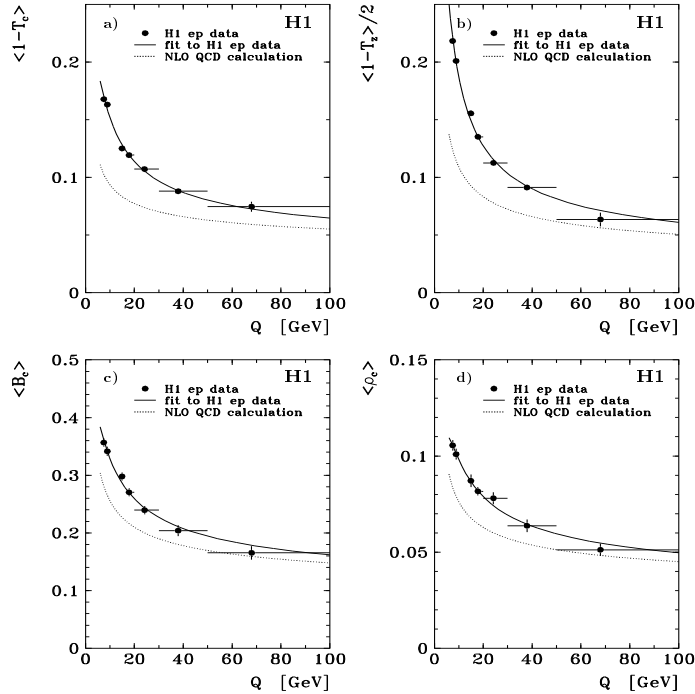 <1-T_c>
a)
H1
H1 ep data
fit to H1 ep data
NLO QCD calculation
0.2
0.1
0
0 20 40 60 80 100
Q [GeV]
<1-T_z>/2
b)
H1
H1 ep data
fit to H1 ep data
NLO QCD calculation
0.2
0.1
0
0 20 40 60 80 100
Q [GeV]
<B_c>
c)
H1
H1 ep data
fit to H1 ep data
NLO QCD calculation
0.5
0.4
0.3
0.2
0.1
0
0 20 40 60 80 100
Q [GeV]
<ρ_c>
d)
H1
H1 ep data
fit to H1 ep data
NLO QCD calculation
0.15
0.1
0.05
0
0 20 40 60 80 100
Q [GeV]